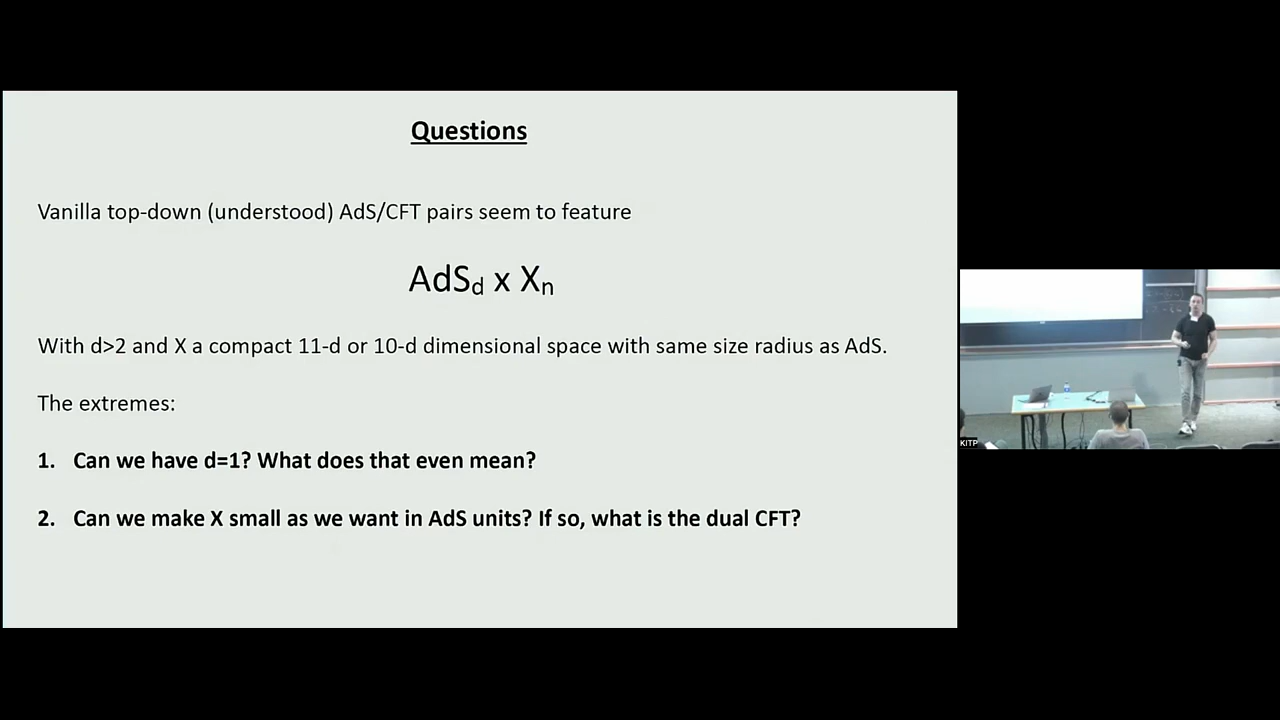 Questions
Vanilla top-down (understood) AdS/CFT pairs seem to feature
AdS_d x X_n
With d>2 and X a compact 11-d or 10-d dimensional space with same size radius as AdS.
The extremes:
1. Can we have d=1? What does that even mean?
2. Can we make X small as we want in AdS units? If so, what is the dual CFT?
KITP